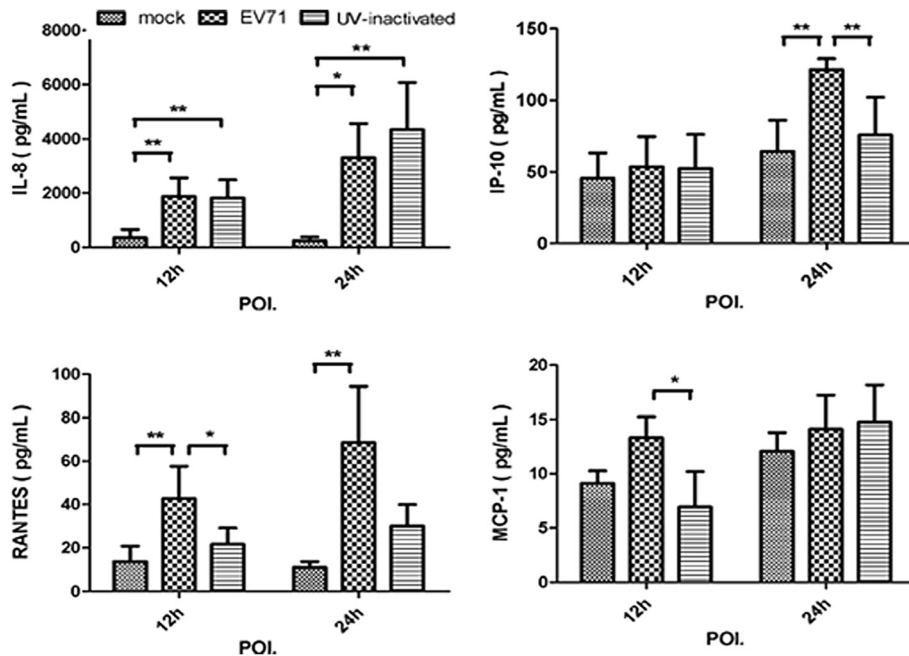 mock EV71 UV-inactivated
IL-8 ( pg/mL)
8000
6000
4000
2000
0
**
**
*
**
12h
24h
POI.
IP-10 ( pg/mL )
150
100
50
0
**
**
12h
24h
POI.
RANTES ( pg/mL )
100
80
60
40
20
0
**
*
**
12h
24h
POI.
MCP-1 ( pg/mL )
20
15
10
5
0
*
12h
24h
POI.